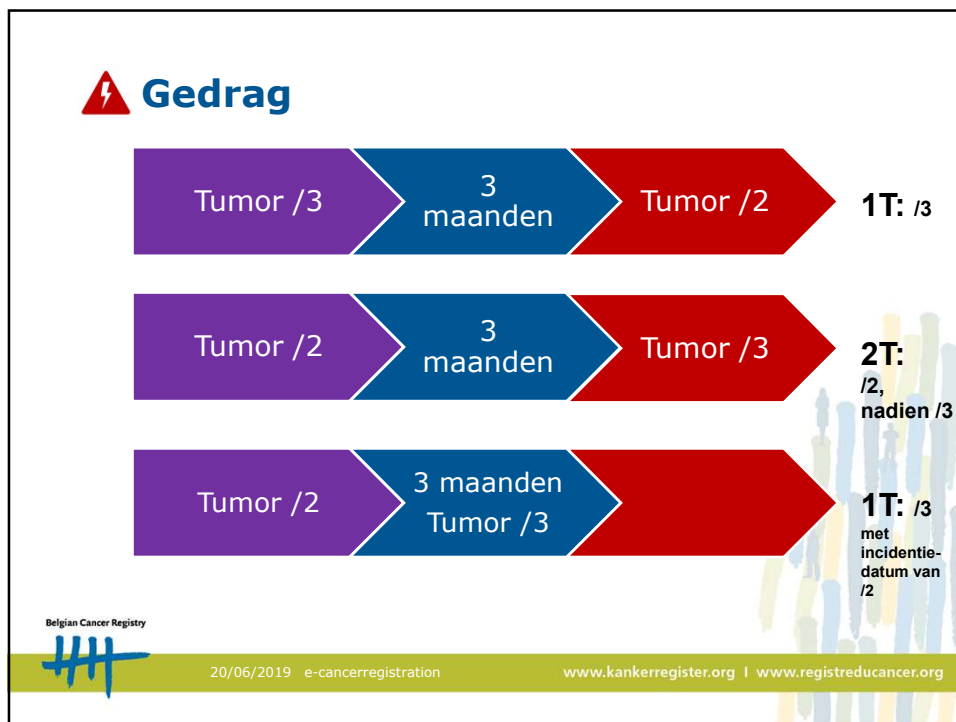 Gedrag
Tumor /3
3
maanden
Tumor /2
1T: /3
Tumor /2
3
maanden
Tumor /3
2T:
/2,
nadien /3
Tumor /2
3 maanden
Tumor /3
1T: /3
met
incidentie-
datum van
/2
Belgian Cancer Registry
20/06/2019 e-cancerregistration
www.kankerregister.org I www.registreducancer.org